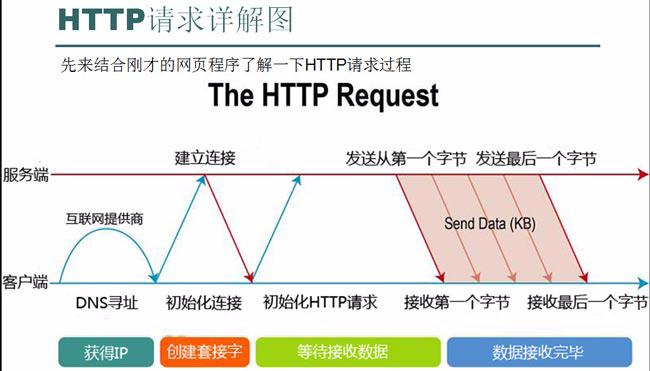 HTTP请求详解图
先来结合刚才的网页程序了解一下HTTP请求过程
The HTTP Request
建立连接
发送从第一个字节
发送最后一个字节
服务端
互联网提供商
Send Data (KB)
客户端
DNS寻址
初始化连接
初始化HTTP请求
接收第一个字节
接收最后一个字节
获得IP
创建套接字
等待接收数据
数据接收完毕